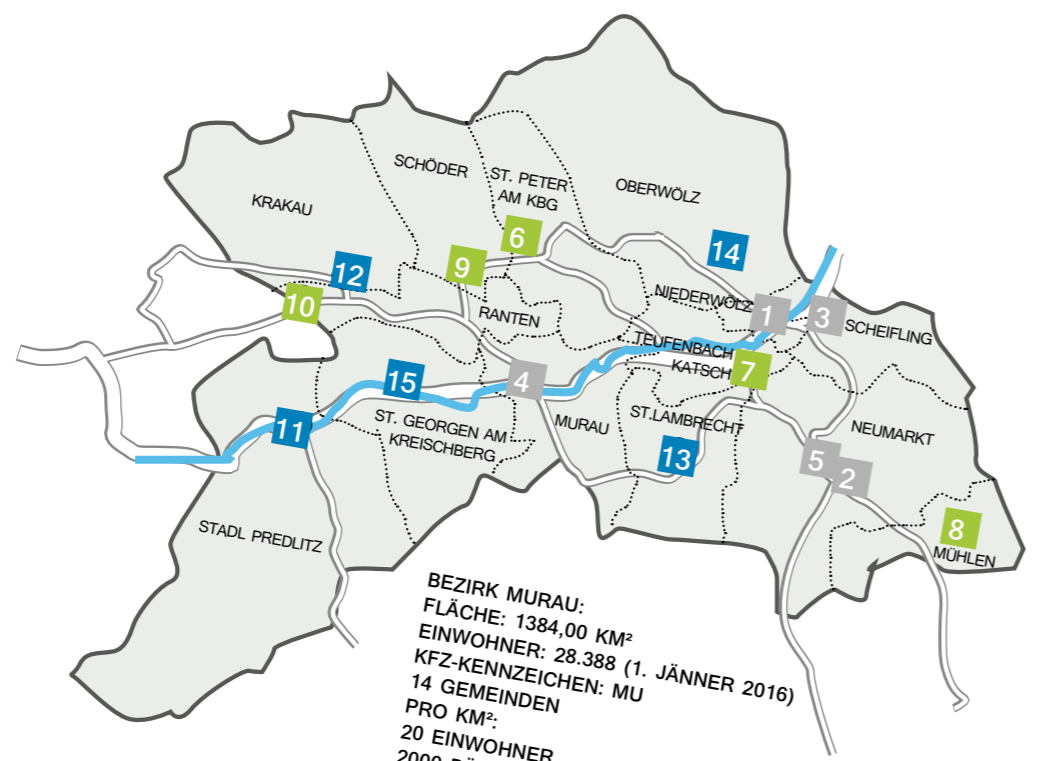 SCHÖDER
ST. PETER
AM KBG
OBERWÖLZ
KRAKAU
6
14
9
12
10
NIEDERWÖLZ
1
3
RANTEN
SCHEIFLING
TEUFENBACH
KATSCH
7
15
4
ST. GEORGEN AM
KREISCHBERG
MURAU
ST.LAMBRECHT
NEUMARKT
11
13
5
2
STADL PREDLITZ
8
MÜHLEN
BEZIRK MURAU:
FLÄCHE: 1384,00 KM²
EINWOHNER: 28.388 (1. JÄNNER 2016)
KFZ-KENNZEICHEN: MU
14 GEMEINDEN
PRO KM²:
20 EINWOHNER
2000